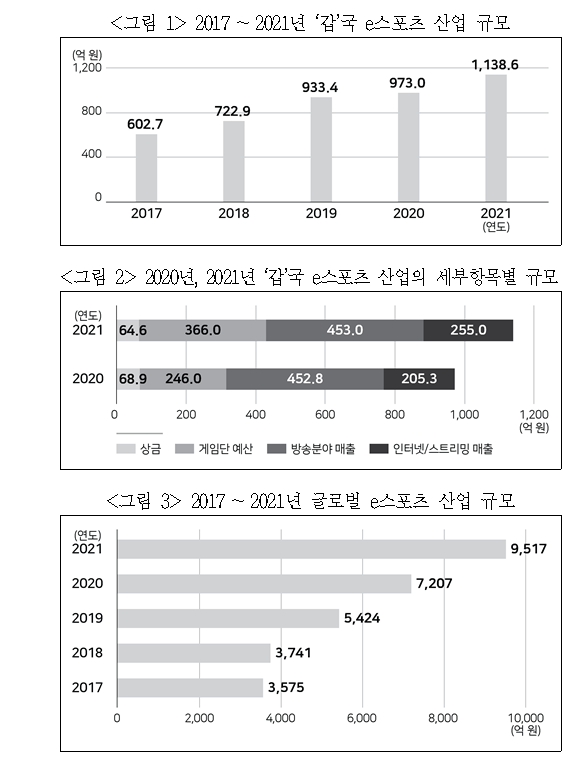 <그림 1> 2017 ~ 2021년 ‘갑’국 e스포츠 산업 규모
(억 원)
1,200
800
400
0
602.7
722.9
933.4
973.0
1,138.6
2017 2018 2019 2020 2021
(연도)
<그림 2> 2020년, 2021년 ‘갑’국 e스포츠 산업의 세부항목별 규모
(연도)
2021 64.6 366.0 453.0 255.0
2020 68.9 246.0 452.8 205.3
0 200 400 600 800 1,000 1,200
(억 원)
상금 게임단 예산 방송분야 매출 인터넷/스트리밍 매출
<그림 3> 2017 ~ 2021년 글로벌 e스포츠 산업 규모
(연도)
2021 9,517
2020 7,207
2019 5,424
2018 3,741
2017 3,575
0 2,000 4,000 6,000 8,000 10,000
(억 원)